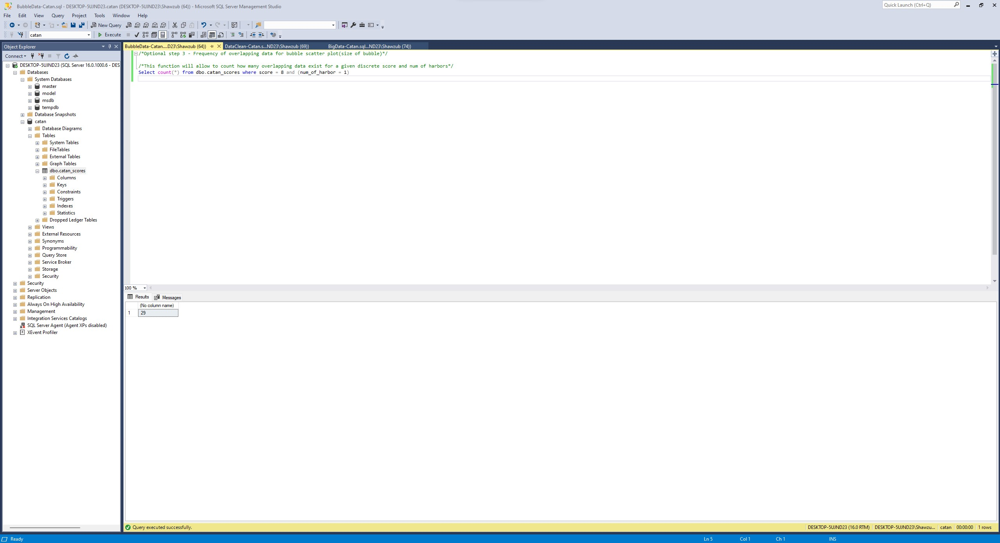 BubbleData-Catan.sql - DESKTOP-5UJND23.catan (DESKTOP-5UJND23\Shawzub (64)) - Microsoft SQL Server Management Studio
Quick Launch (Ctrl+Q)
File Edit View Query Project Tools Window Help
New Query
MDX DMX XMLA DAX
catan
Execute
Object Explorer
BubbleData-Catan....D23\Shawzub (64))
DataClean-Catan.s...ND23\Shawzub (69))
BigData-Catan.sql...ND23\Shawzub (74))
Connect
DESKTOP-5UJND23 (SQL Server 16.0.1000.6 - DES
Databases
System Databases
master
model
msdb
tempdb
Database Snapshots
catan
Database Diagrams
Tables
System Tables
FileTables
External Tables
Graph Tables
dbo.catan_scores
Columns
Keys
Constraints
Triggers
Indexes
Statistics
Dropped Ledger Tables
Views
External Resources
Synonyms
Programmability
Query Store
Service Broker
Storage
Security
Security
Server Objects
Replication
Always On High Availability
Management
Integration Services Catalogs
SQL Server Agent (Agent XPs disabled)
XEvent Profiler
/*Optional step 3 - Frequency of overlapping data for bubble scatter plot(size of bubble)*/
/*This function will allow to count how many overlapping data exist for a given discrete score and num of harbors*/
Select count(*) from dbo.catan_scores where score = 8 and (num_of_harbor = 1)
100 %
Results Messages
(No column name)
1 29
Query executed successfully.
DESKTOP-5UJND23 (16.0 RTM) DESKTOP-5UJND23\Shawzu... catan 00:00:00 1 rows
Ready
Ln 5 Col 1 Ch 1 INS